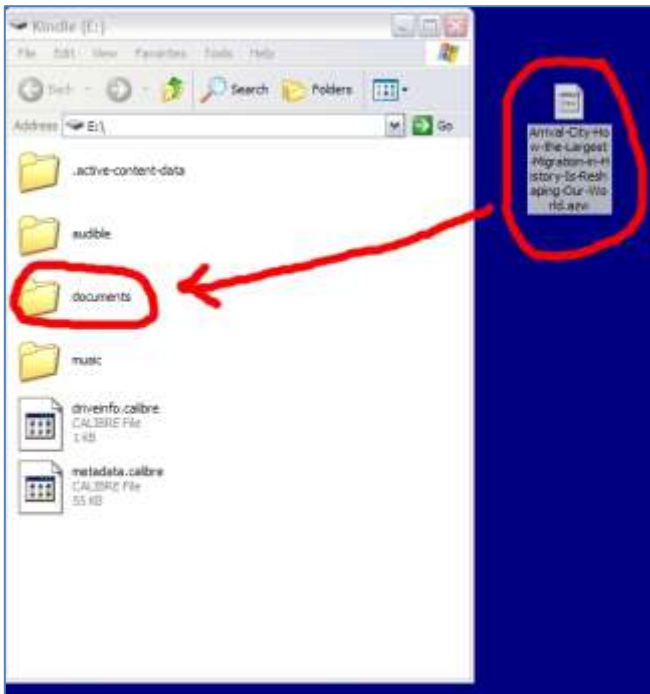 Kindle (E:)
File Edit View Favorites Tools Help
Back Search Folders
Address E:\ Go
.active-content-data
audible
documents
music
driveinfo.calibre
CALIBRE File
1 KB
metadata.calibre
CALIBRE File
55 KB
Arrival-City-Ho
w-the-Largest
-Migration-in-H
istory-Is-Resh
aping-Our-Wo
rld.azw